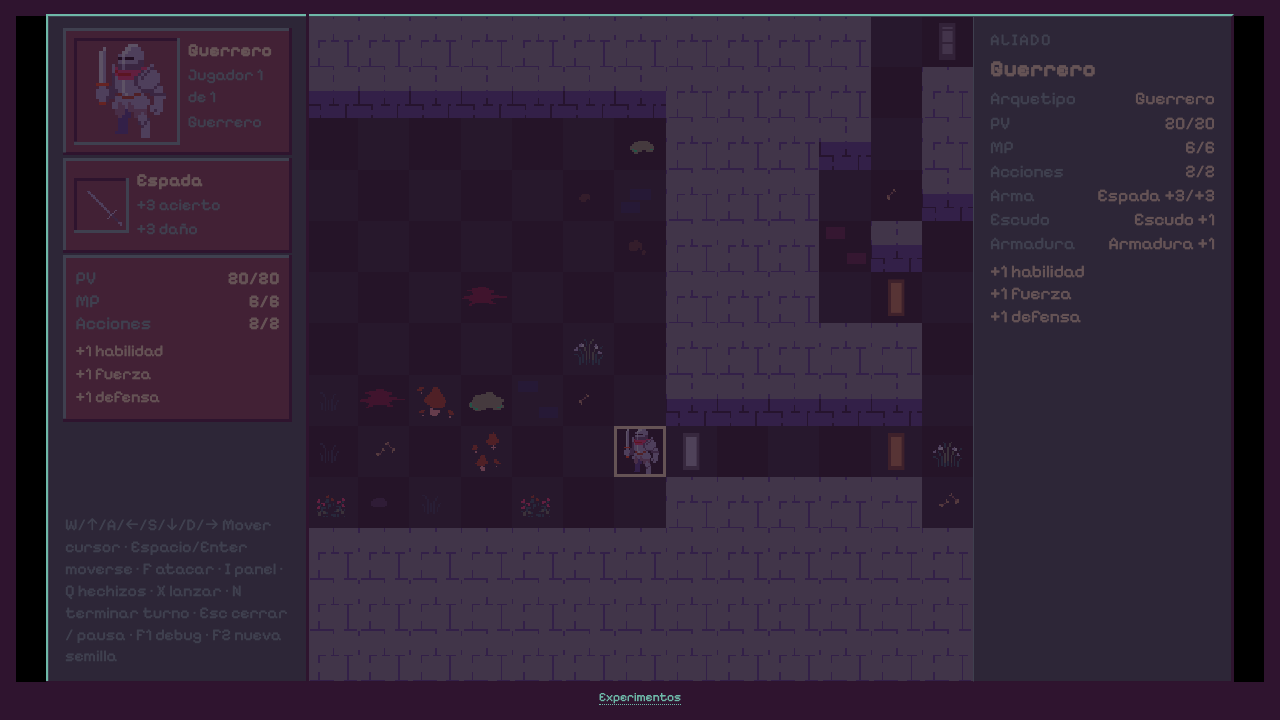 Guerrero
Jugador 1
de 1
Guerrero
Espada
+3 acierto
+3 daño
PV 20/20
MP 6/6
Acciones 2/2
+1 habilidad
+1 fuerza
+1 defensa
W/↑/A/←/S/↓/D/→ Mover
cursor · Espacio/Enter
moverse · F atacar · I panel ·
Q hechizos · X lanzar · N
terminar turno · Esc cerrar
/ pausa · F1 debug · F2 nueva
semilla
ALIADO
Guerrero
Arquetipo Guerrero
PV 20/20
MP 6/6
Acciones 2/2
Arma Espada +3/+3
Escudo Escudo +1
Armadura Armadura +1
+1 habilidad
+1 fuerza
+1 defensa
Experimentos